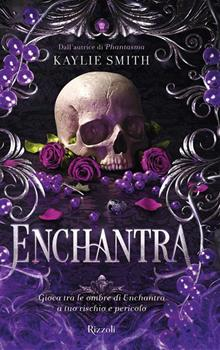 Dall'autrice di Phantasma
KAYLIE SMITH
ENCHANTRA
Gioca tra le ombre di Enchantra
a tuo rischio e pericolo
Rizzoli